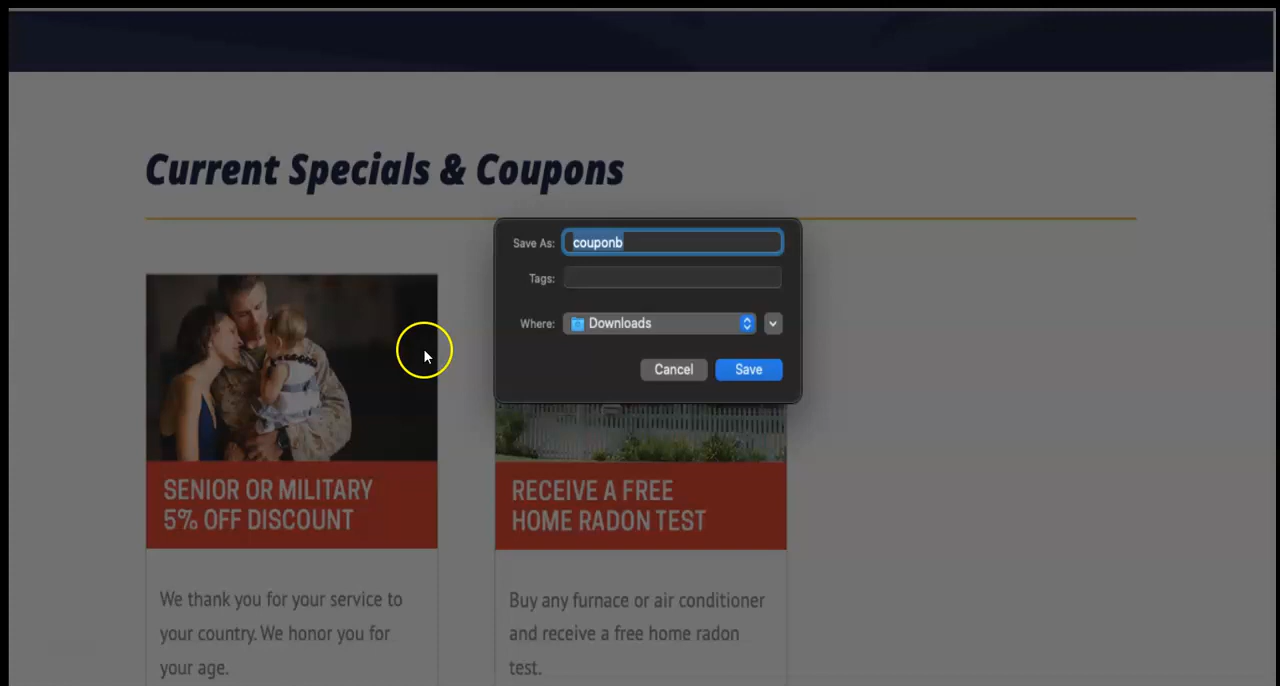 Current Specials & Coupons
Save As: couponb
Tags:
Where: Downloads
Cancel Save
SENIOR OR MILITARY
5% OFF DISCOUNT
We thank you for your service to
your country. We honor you for
your age.
RECEIVE A FREE
HOME RADON TEST
Buy any furnace or air conditioner
and receive a free home radon
test.